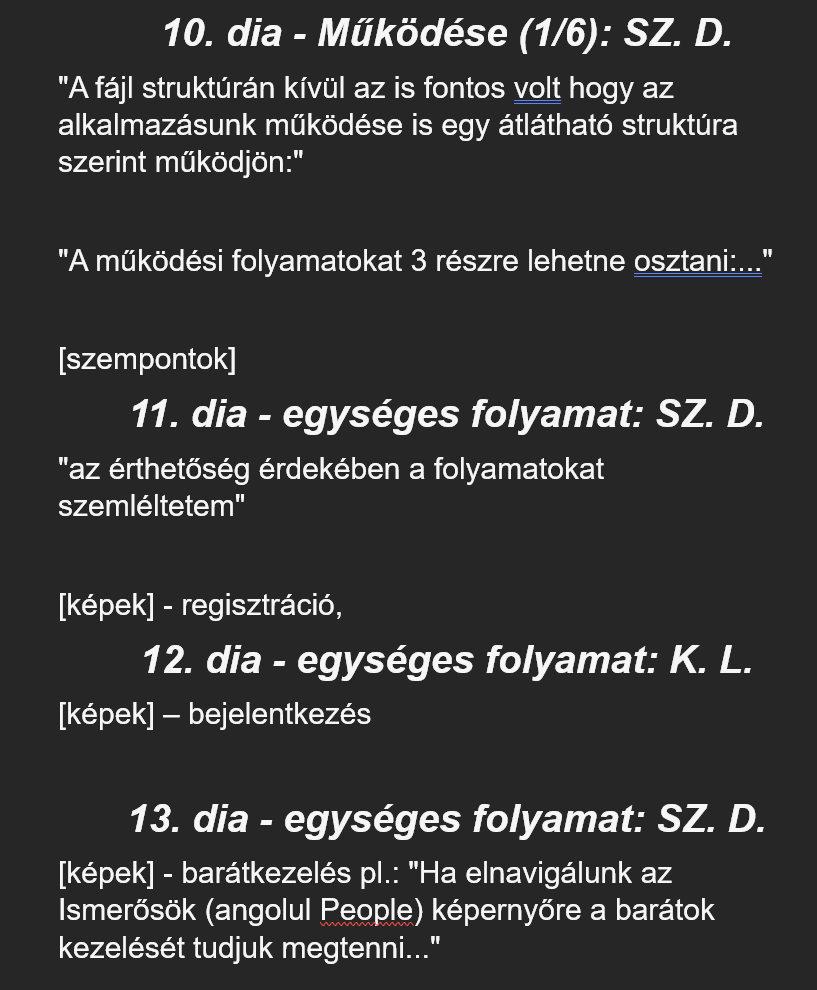 10. dia - Működése (1/6): SZ. D.
"A fájl struktúrán kívül az is fontos volt hogy az
alkalmazásunk működése is egy átlátható struktúra
szerint működjön:"
"A működési folyamatokat 3 részre lehetne osztani:..."
[szempontok]
11. dia - egységes folyamat: SZ. D.
"az érthetőség érdekében a folyamatokat
szemléltetem"
[képek] - regisztráció,
12. dia - egységes folyamat: K. L.
[képek] – bejelentkezés
13. dia - egységes folyamat: SZ. D.
[képek] - barátkezelés pl.: "Ha elnavigálunk az
Ismerősök (angolul People) képernyőre a barátok
kezelését tudjuk megtenni..."